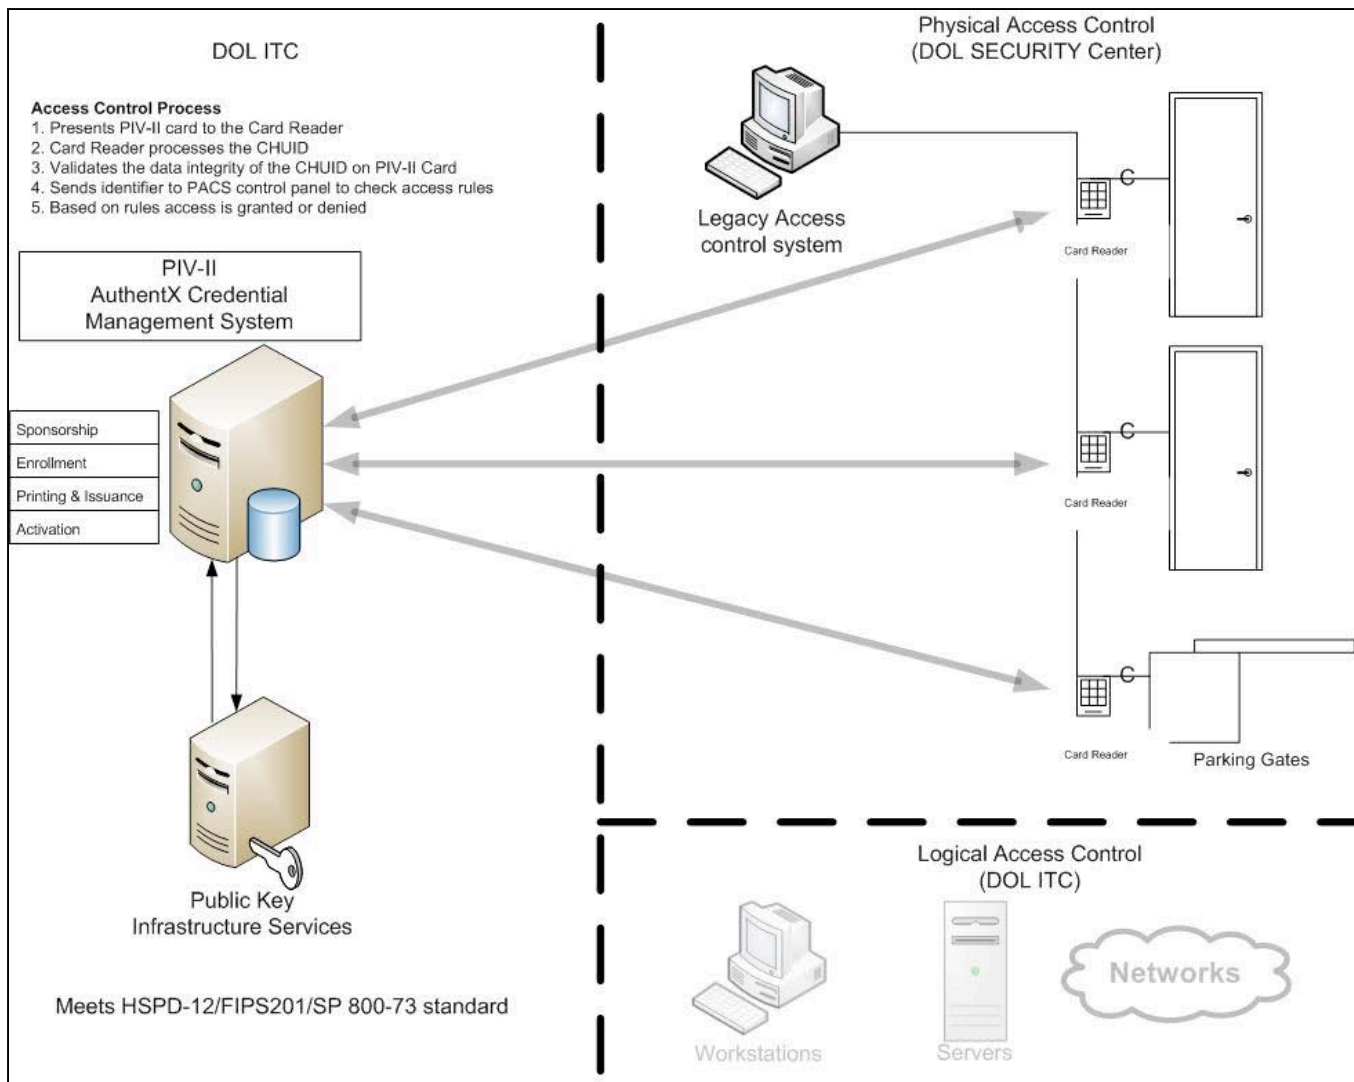 DOL ITC
Access Control Process
1. Presents PIV-II card to the Card Reader
2. Card Reader processes the CHUID
3. Validates the data integrity of the CHUID on PIV-II Card
4. Sends identifier to PACS control panel to check access rules
5. Based on rules access is granted or denied
PIV-II
AuthentX Credential
Management System
Sponsorship
Enrollment
Printing & Issuance
Activation
Public Key
Infrastructure Services
Meets HSPD-12/FIPS201/SP 800-73 standard
Physical Access Control
(DOL SECURITY Center)
Legacy Access
control system
C
Card Reader
C
Card Reader
C
Card Reader
Parking Gates
Logical Access Control
(DOL ITC)
Workstations
Servers
Networks